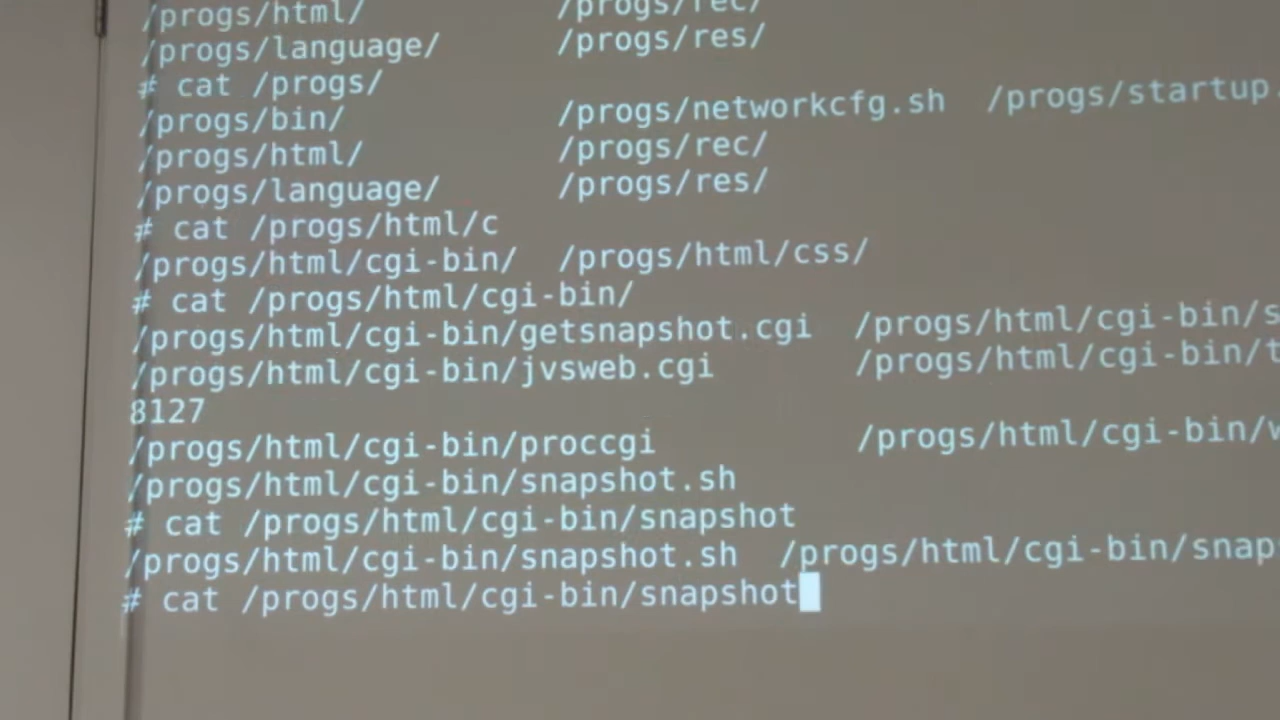 /progs/html/ /progs/rec/
/progs/language/ /progs/res/
# cat /progs/
/progs/bin/ /progs/networkcfg.sh /progs/startup.
/progs/html/ /progs/rec/
/progs/language/ /progs/res/
# cat /progs/html/c
/progs/html/cgi-bin/ /progs/html/css/
# cat /progs/html/cgi-bin/
/progs/html/cgi-bin/getsnapshot.cgi /progs/html/cgi-bin/s
/progs/html/cgi-bin/jvsweb.cgi /progs/html/cgi-bin/t
8127
/progs/html/cgi-bin/proccgi /progs/html/cgi-bin/w
/progs/html/cgi-bin/snapshot.sh
# cat /progs/html/cgi-bin/snapshot
/progs/html/cgi-bin/snapshot.sh /progs/html/cgi-bin/snap
# cat /progs/html/cgi-bin/snapshot